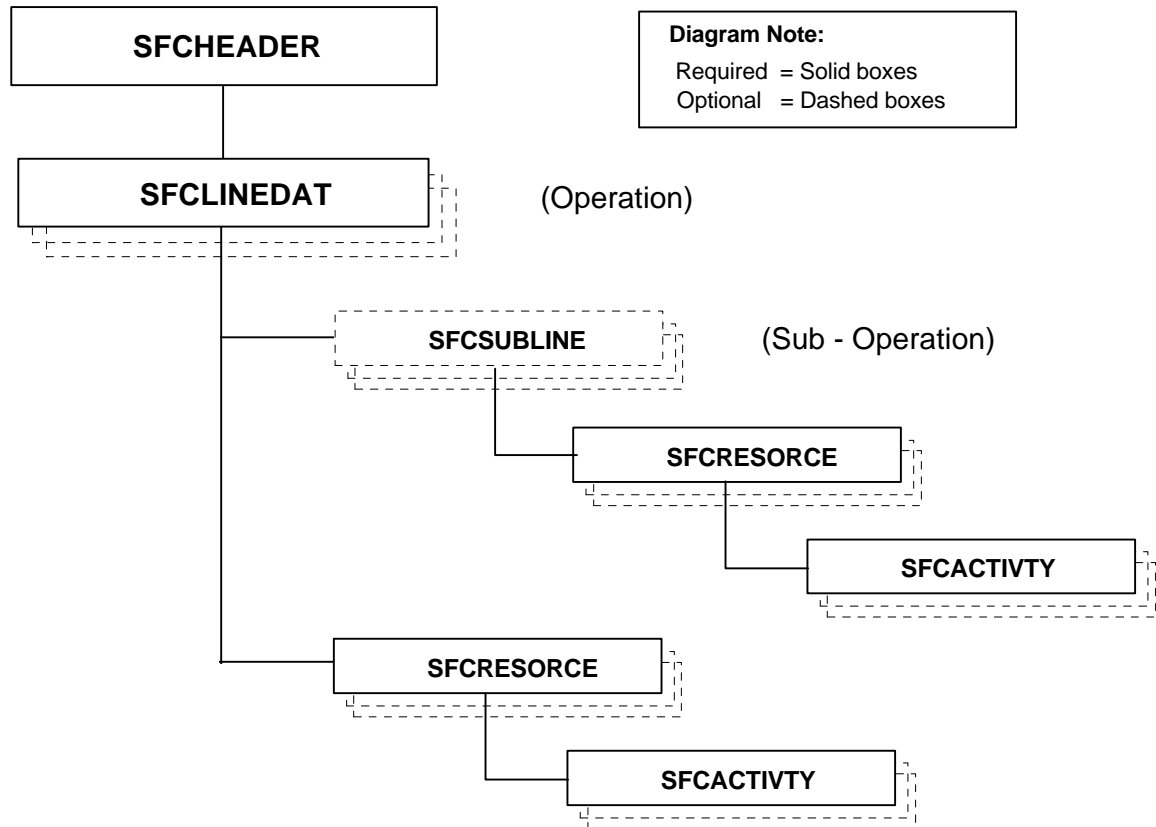 SFCHEADER
Diagram Note:
Required = Solid boxes
Optional = Dashed boxes
SFCLINEDAT
(Operation)
SFCSUBLINE
(Sub - Operation)
SFCRESORCE
SFCACTIVTY
SFCRESORCE
SFCACTIVTY